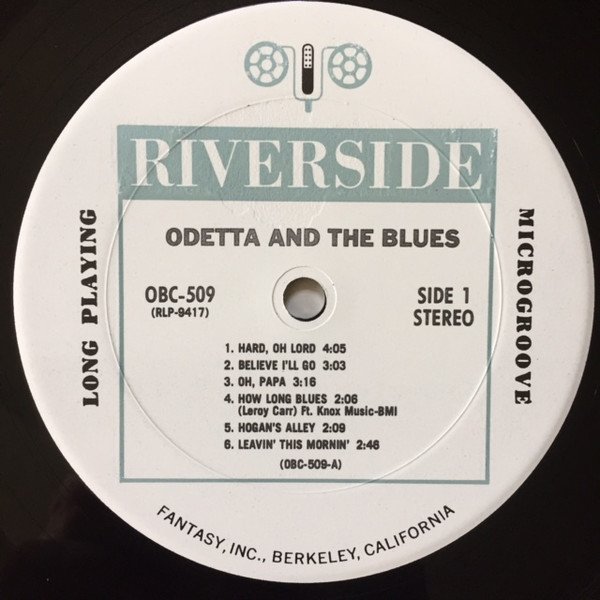 RIVERSIDE
ODETTA AND THE BLUES
LONG PLAYING
MICROGROOVE
OBC-509
(RLP-9417)
SIDE 1
STEREO
1. HARD, OH LORD 4:05
2. BELIEVE I'LL GO 3:03
3. OH, PAPA 3:16
4. HOW LONG BLUES 2:06
(Leroy Carr) Ft. Knox Music-BMI
5. HOGAN'S ALLEY 2:09
6. LEAVIN' THIS MORNIN' 2:46
(OBC-509-A)
FANTASY, INC., BERKELEY, CALIFORNIA